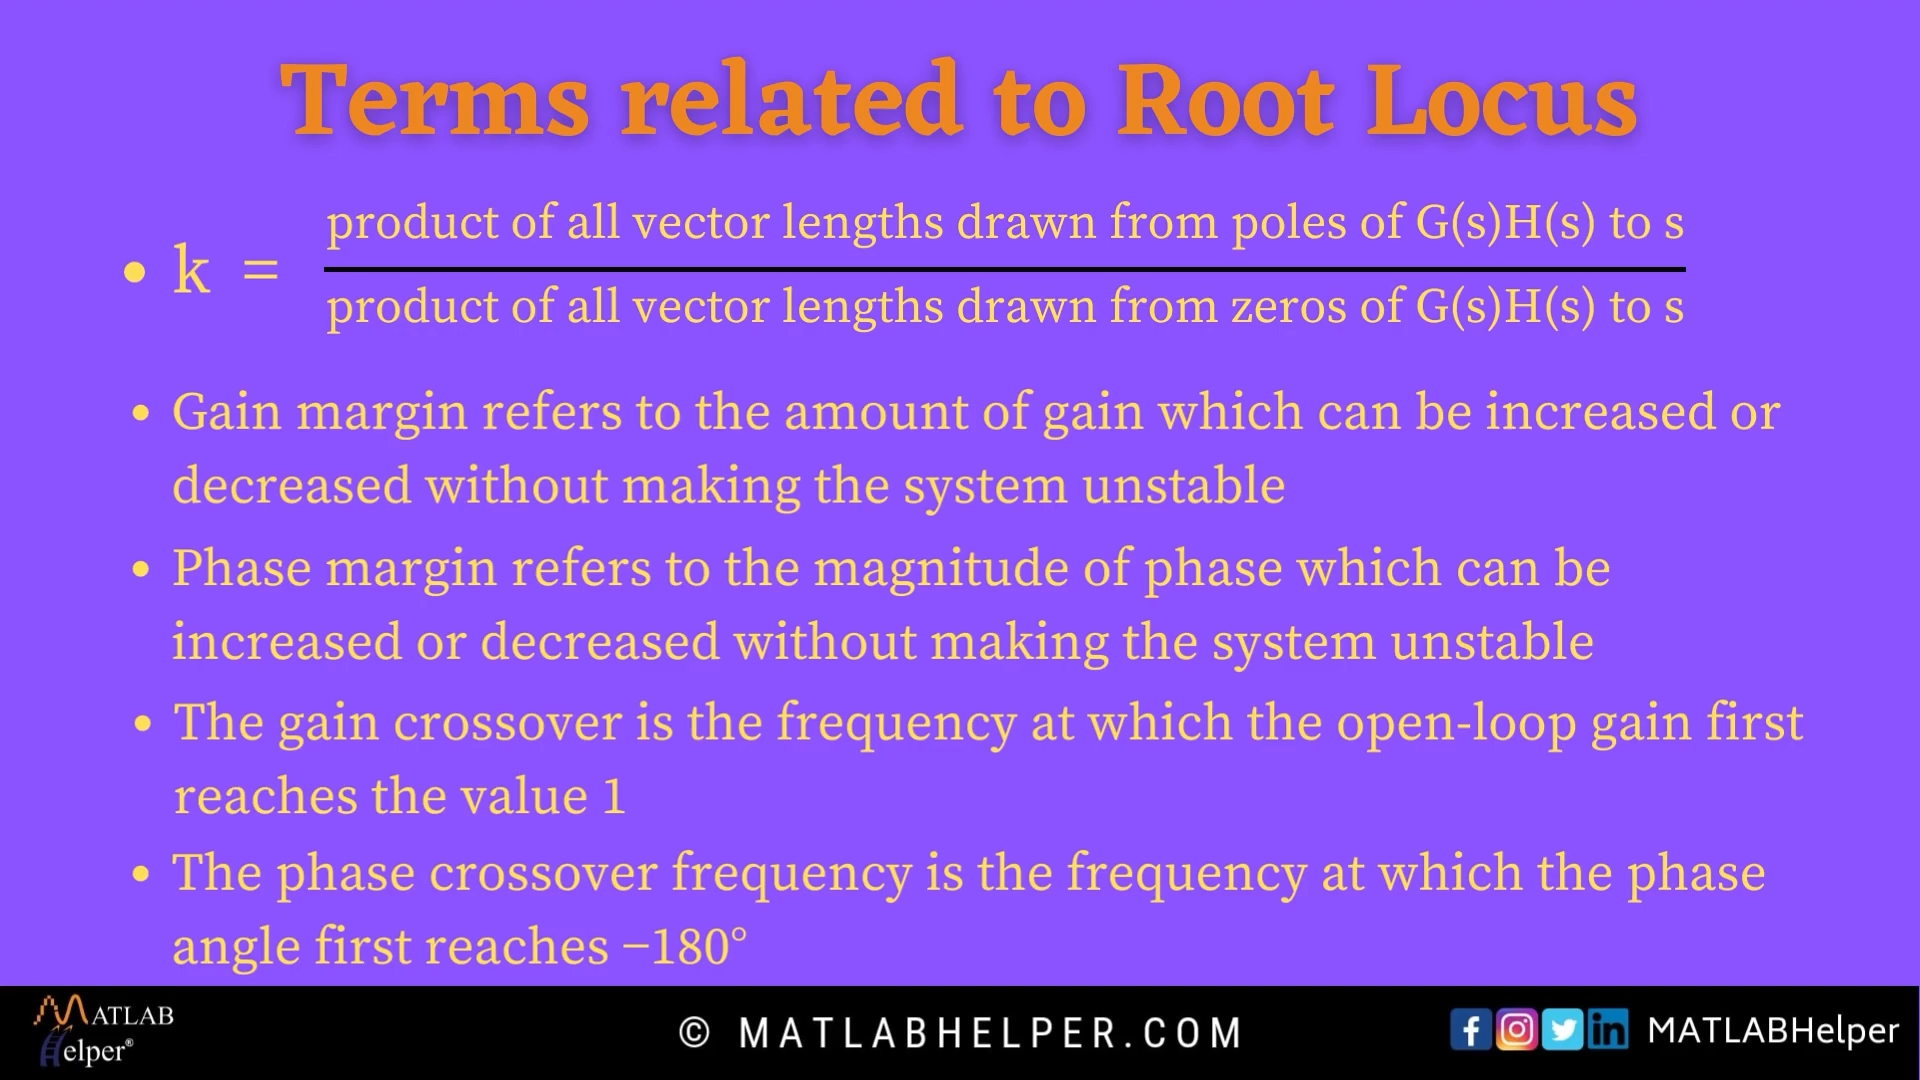 Terms related to Root Locus
• k = product of all vector lengths drawn from poles of G(s)H(s) to s
product of all vector lengths drawn from zeros of G(s)H(s) to s
• Gain margin refers to the amount of gain which can be increased or
decreased without making the system unstable
• Phase margin refers to the magnitude of phase which can be
increased or decreased without making the system unstable
• The gain crossover is the frequency at which the open-loop gain first
reaches the value 1
• The phase crossover frequency is the frequency at which the phase
angle first reaches −180°
MATLAB
Helper®
© MATLABHELPER.COM
MATLABHelper